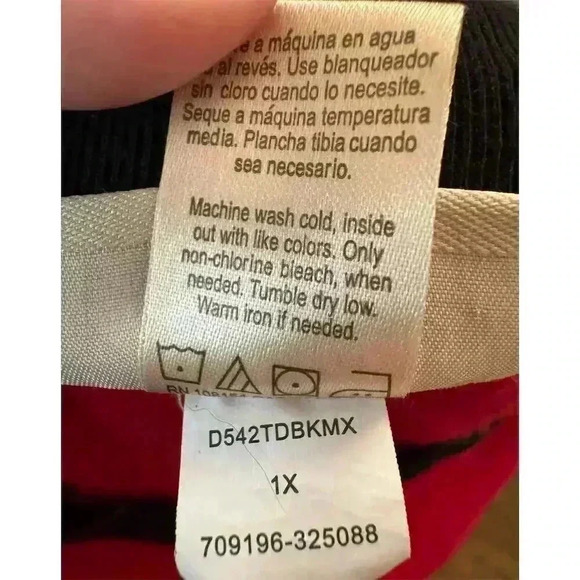 a máquina en agua
al revés. Use blanqueador
sin cloro cuando lo necesite.
Seque a máquina temperatura
media. Plancha tibia cuando
sea necesario.
Machine wash cold, inside
out with like colors. Only
non-chlorine bleach, when
needed. Tumble dry low.
Warm iron if needed.
RN
D542TDBKMX
1X
709196-325088